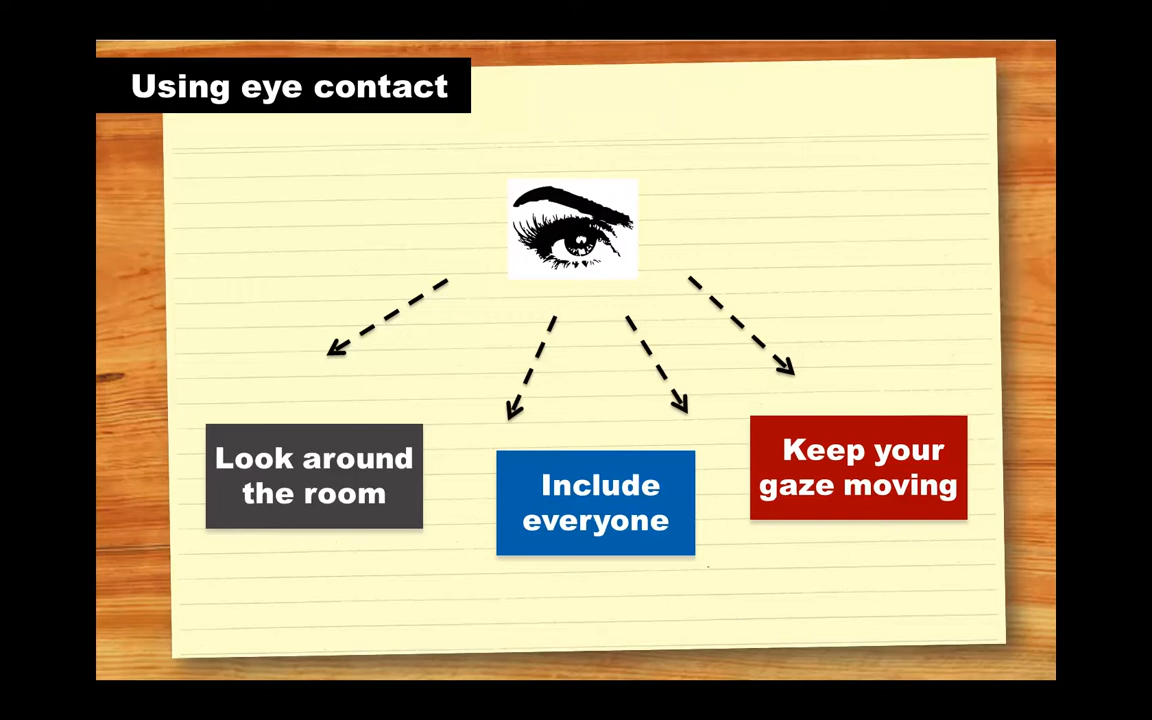 Using eye contact
Look around
the room
Include
everyone
Keep your
gaze moving